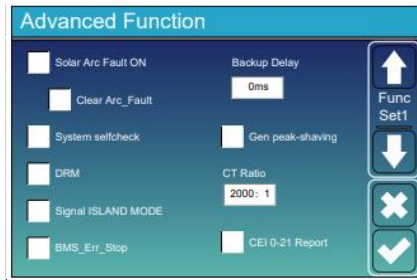 Advanced Function
Solar Arc Fault ON
Backup Delay
Clear Arc_Fault
0ms
Func
Set1
System selfcheck
Gen peak-shaving
DRM
CT Ratio
2000: 1
Signal ISLAND MODE
BMS_Err_Stop
CEI 0-21 Report